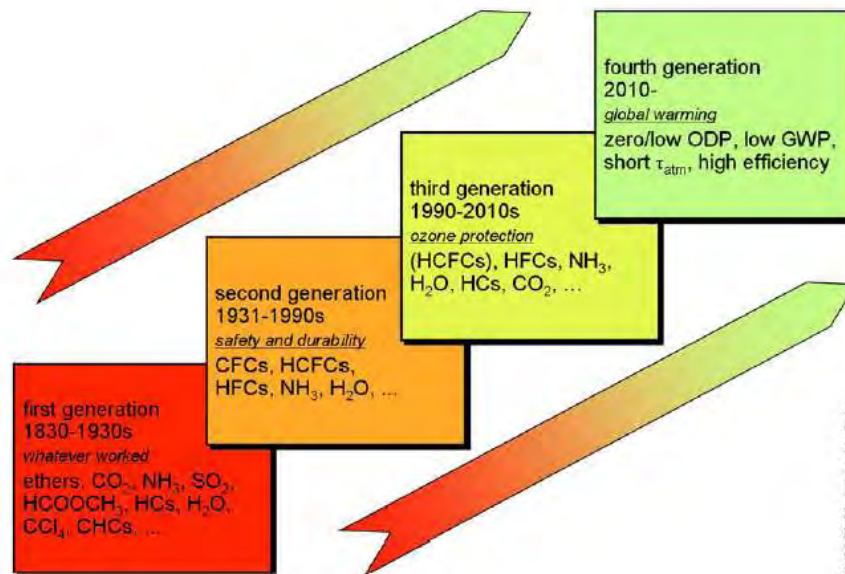 first generation
1830-1930s
whatever worked
ethers, CO₂, NH₃, SO₂,
HCOOCH₃, HCs, H₂O,
CCl₄, CHCs, ...
second generation
1931-1990s
safety and durability
CFCs, HCFCs,
HFCs, NH₃, H₂O, ...
third generation
1990-2010s
ozone protection
(HCFCs), HFCs, NH₃,
H₂O, HCs, CO₂, ...
fourth generation
2010-
global warming
zero/low ODP, low GWP,
short τatm, high efficiency